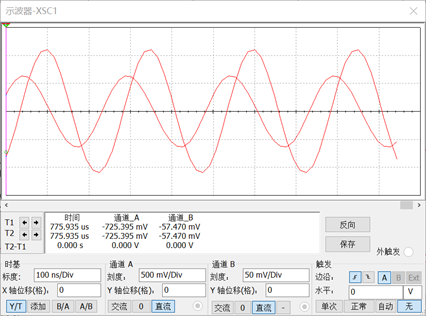 示波器-XSC1
时间 通道_A 通道_B
T1 775.935 us -725.395 mV -57.470 mV
T2 775.935 us -725.395 mV -57.470 mV
T2-T1 0.000 s 0.000 V 0.000 V
反向
保存
外触发
时基
标度: 100 ns/Div
X 轴位移(格): 0
Y/T 添加 B/A A/B
通道 A
刻度: 500 mV/Div
Y 轴位移(格): 0
交流 0 直流
通道 B
刻度: 50 mV/Div
Y 轴位移(格): 0
交流 0 直流 -
触发
边沿: A B Ext
水平: 0 V
单次 正常 自动 无